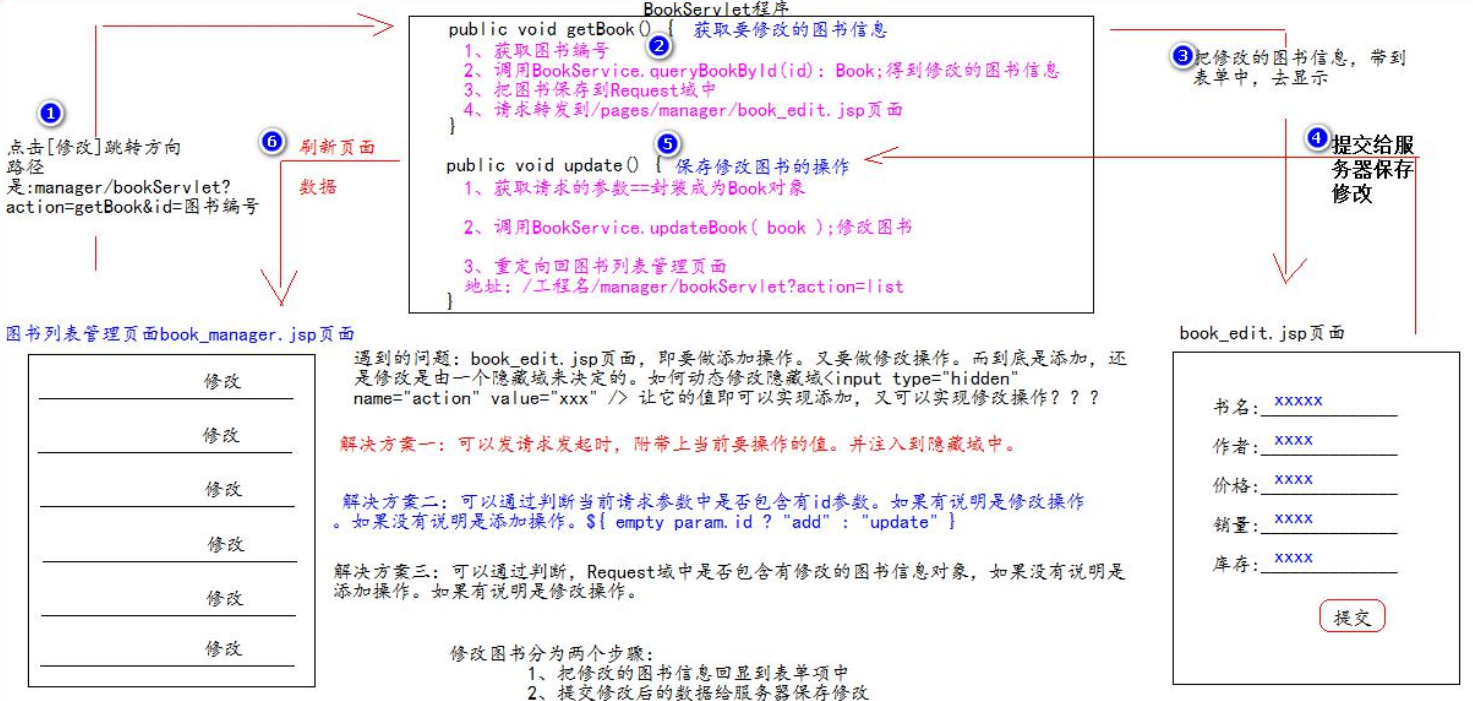 BookServlet程序
public void getBook() { 获取要修改的图书信息
2
1、获取图书编号
2、调用BookService.queryBookById(id): Book;得到修改的图书信息
3、把图书保存到Request域中
4、请求转发到/pages/manager/book_edit.jsp页面
}
3
把修改的图书信息，带到
表单中，去显示
1
点击[修改]跳转方向
路径
是:manager/bookServlet?
action=getBook&id=图书编号
6
刷新页面
数据
5
public void update() { 保存修改图书的操作
1、获取请求的参数==封装成为Book对象
2、调用BookService.updateBook( book );修改图书
3、重定向回图书列表管理页面
地址: /工程名/manager/bookServlet?action=list
}
4
提交给服
务器保存
修改
图书列表管理页面book_manager.jsp页面
修改
修改
修改
修改
修改
修改
遇到的问题: book_edit.jsp页面，即要做添加操作。又要做修改操作。而到底是添加，还
是修改是由一个隐藏域来决定的。如何动态修改隐藏域<input type="hidden"
name="action" value="xxx" /> 让它的值即可以实现添加，又可以实现修改操作？？？
解决方案一: 可以发请求发起时，附带上当前要操作的值。并注入到隐藏域中。
解决方案二: 可以通过判断当前请求参数中是否包含有id参数。如果有说明是修改操作
。如果没有说明是添加操作。${ empty param.id ? "add" : "update" }
解决方案三: 可以通过判断，Request域中是否包含有修改的图书信息对象，如果没有说明是
添加操作。如果有说明是修改操作。
修改图书分为两个步骤:
1、把修改的图书信息回显到表单项中
2、提交修改后的数据给服务器保存修改
book_edit.jsp页面
书名: xxxxx
作者: xxxx
价格: xxxx
销量: xxxx
库存: xxxx
提交